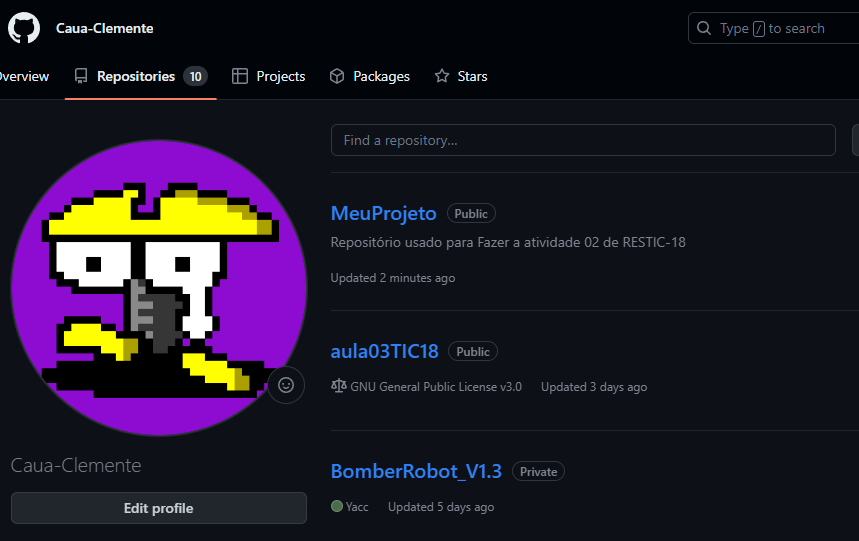 Caua-Clemente
Type / to search
Overview Repositories 10 Projects Packages Stars
Find a repository...
MeuProjeto Public
Repositório usado para Fazer a atividade 02 de RESTIC-18
Updated 2 minutes ago
aula03TIC18 Public
GNU General Public License v3.0 Updated 3 days ago
Caua-Clemente
Edit profile
BomberRobot_V1.3 Private
Yacc Updated 5 days ago